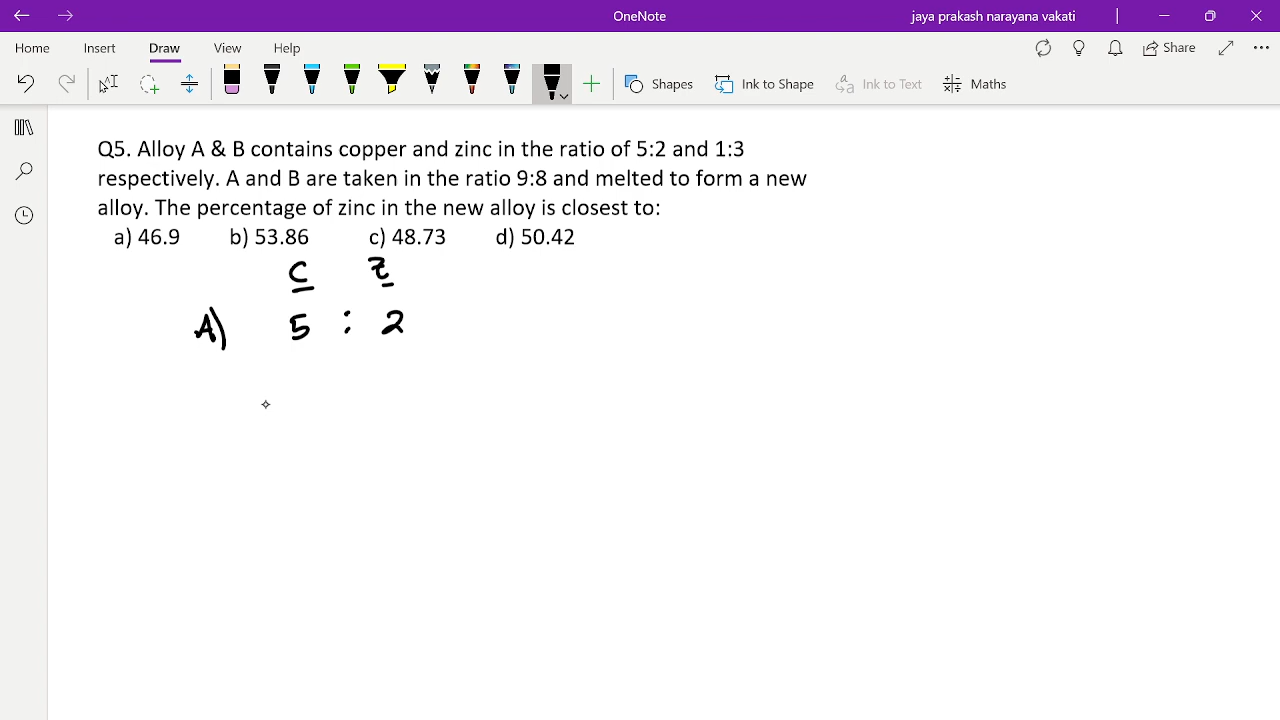 OneNote
jaya prakash narayana vakati
Home Insert Draw View Help
Share
Shapes Ink to Shape Ink to Text Maths
Q5. Alloy A & B contains copper and zinc in the ratio of 5:2 and 1:3
respectively. A and B are taken in the ratio 9:8 and melted to form a new
alloy. The percentage of zinc in the new alloy is closest to:
a) 46.9 b) 53.86 c) 48.73 d) 50.42
C Z
A) 5 : 2